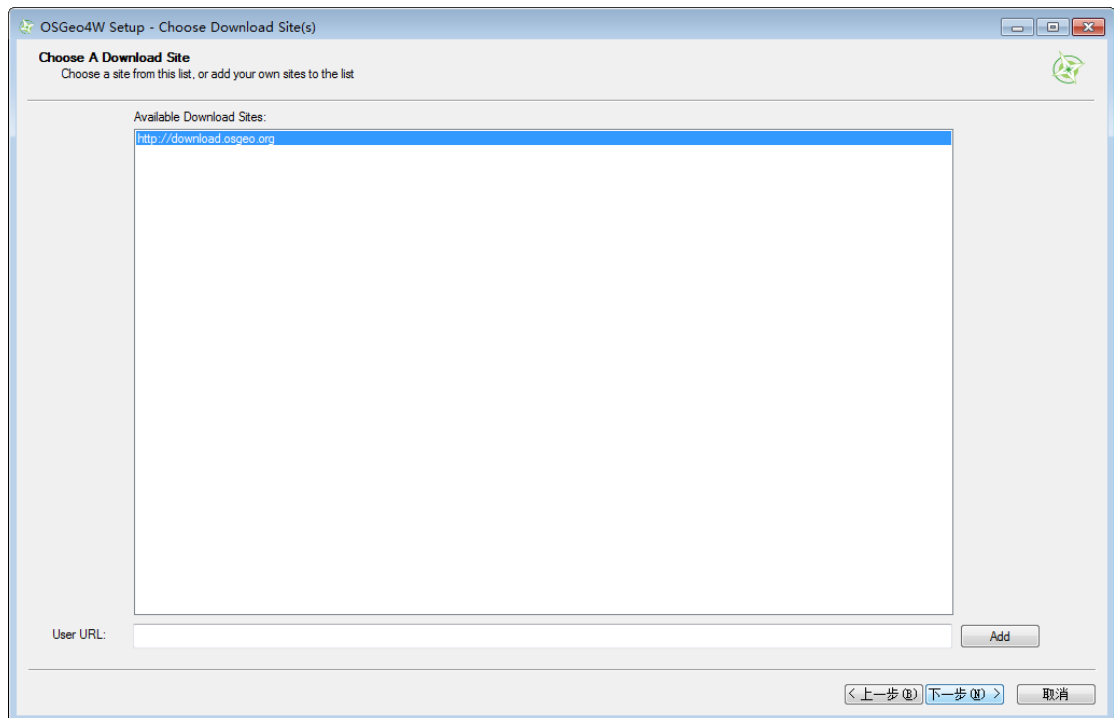 OSGeo4W Setup - Choose Download Site(s)
Choose A Download Site
Choose a site from this list, or add your own sites to the list
Available Download Sites:
http://download.osgeo.org
User URL:
Add
< 上一步(B) 下一步(N) > 取消